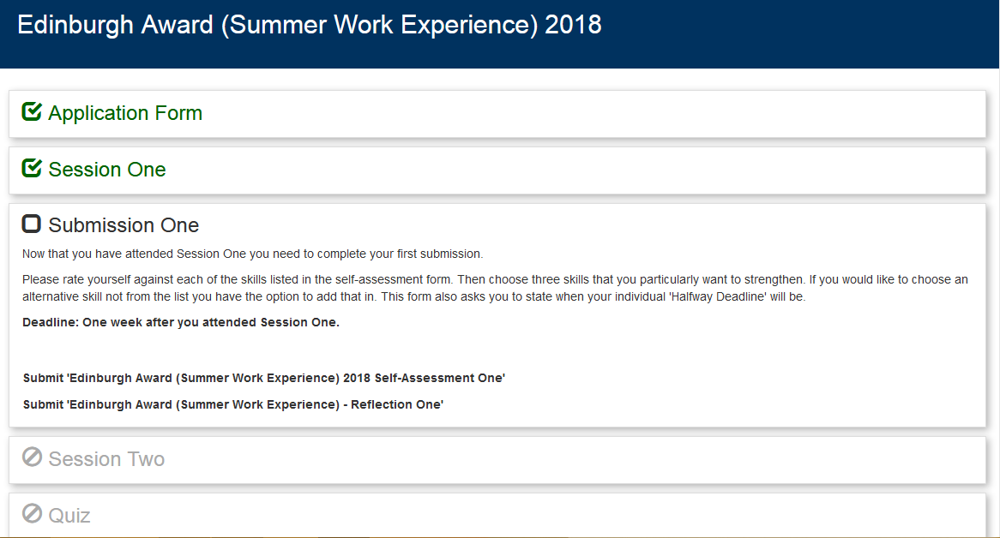 Edinburgh Award (Summer Work Experience) 2018
Application Form
Session One
Submission One
Now that you have attended Session One you need to complete your first submission.
Please rate yourself against each of the skills listed in the self-assessment form. Then choose three skills that you particularly want to strengthen. If you would like to choose an
alternative skill not from the list you have the option to add that in. This form also asks you to state when your individual 'Halfway Deadline' will be.
Deadline: One week after you attended Session One.
Submit 'Edinburgh Award (Summer Work Experience) 2018 Self-Assessment One'
Submit 'Edinburgh Award (Summer Work Experience) - Reflection One'
Session Two
Quiz